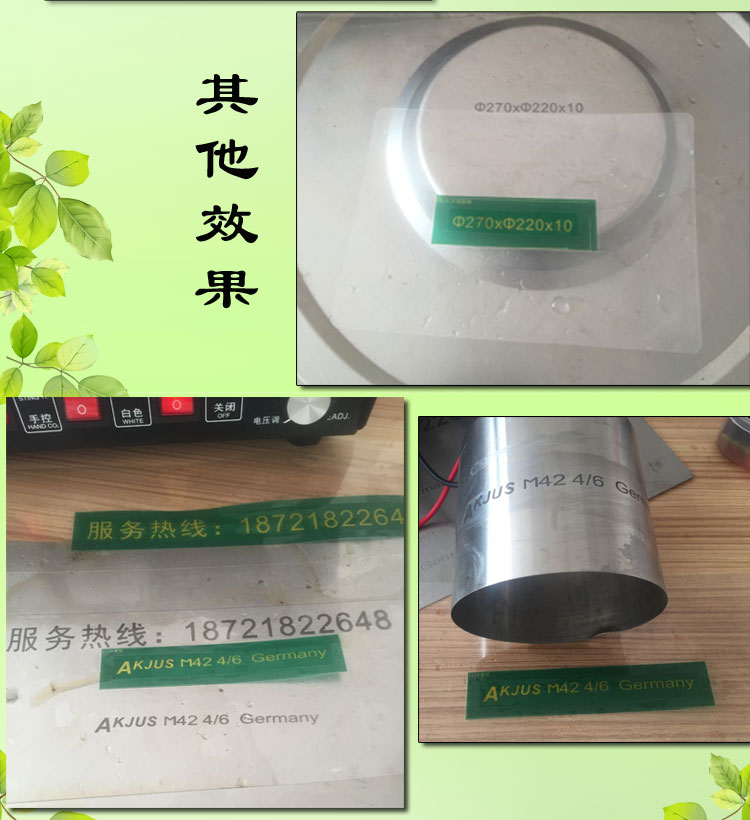 其他效果
Φ270xΦ220x10
Φ270xΦ220x10
手控
HAND CO.
白色
WHITE
关闭
OFF
电压调
ADJ.
服务热线：1872182264
服务热线：18721822648
AKJUS M42 4/6 Germany
AKJUS M42 4/6 Germany
AKJUS M42 4/6 Ger
AKJUS M42 4/6 Germany